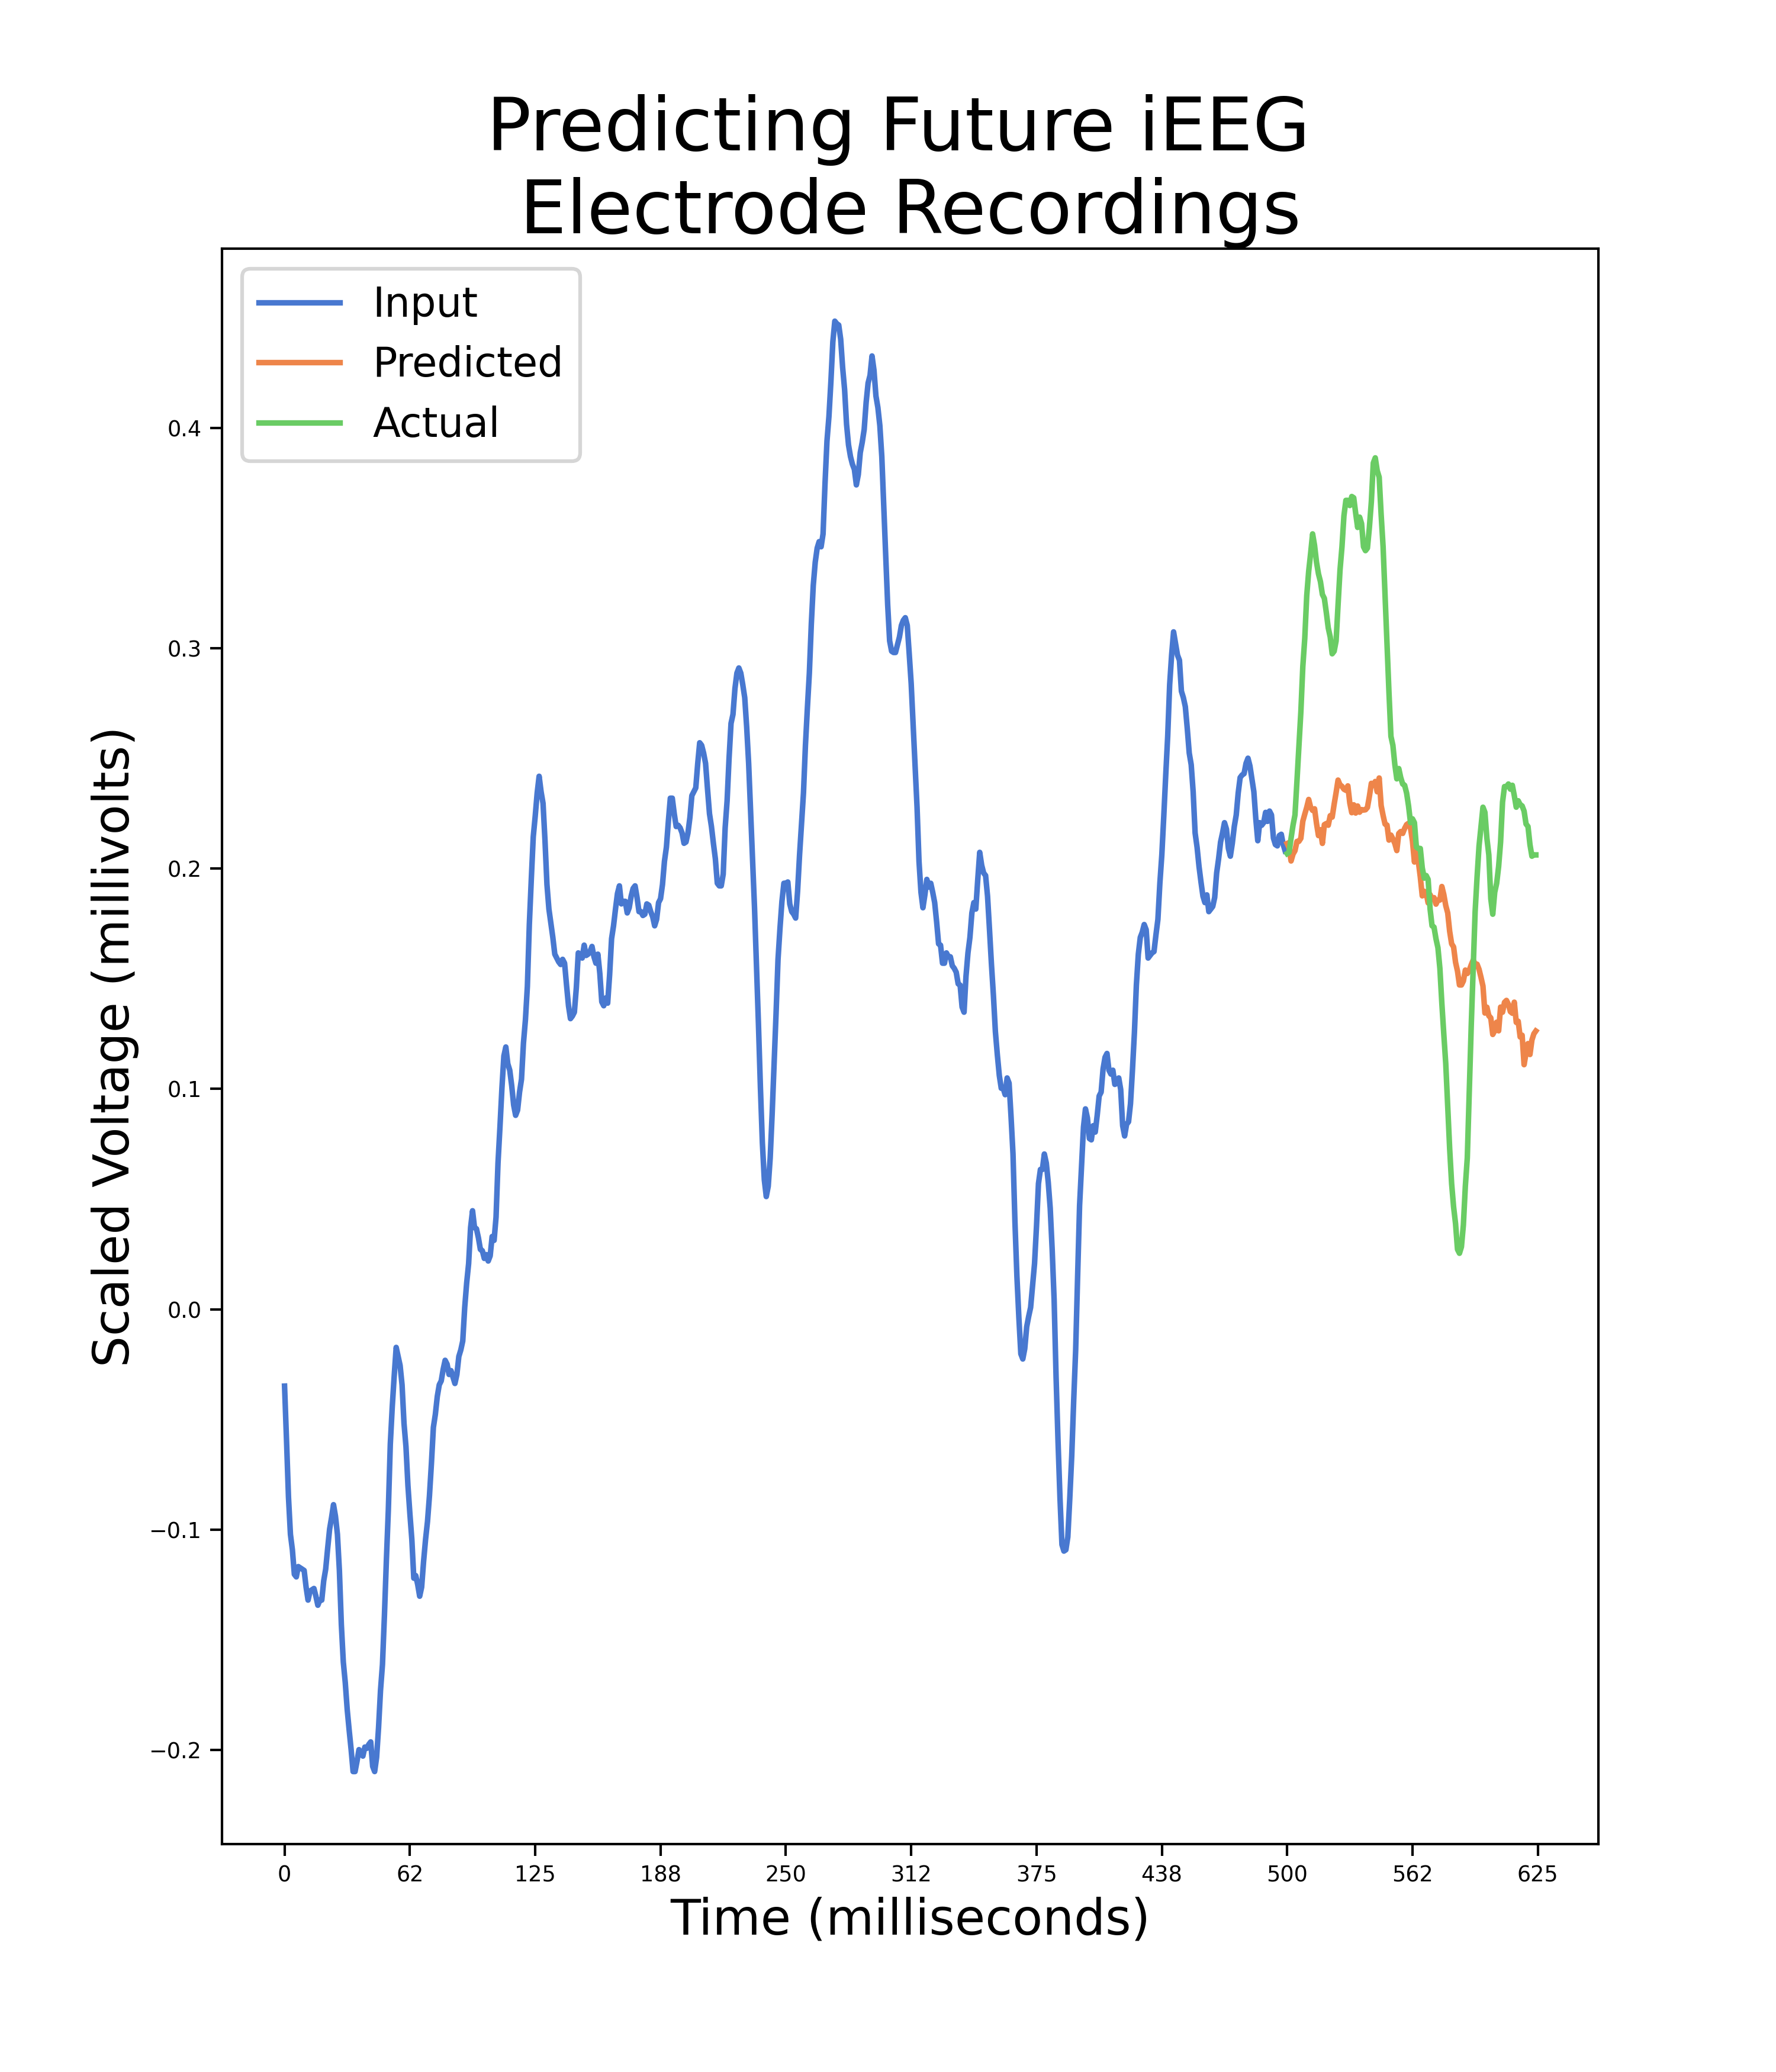 Predicting Future iEEG
Electrode Recordings
Input
Predicted
Actual
Scaled Voltage (millivolts)
0.4
0.3
0.2
0.1
0.0
−0.1
−0.2
0 62 125 188 250 312 375 438 500 562 625
Time (milliseconds)